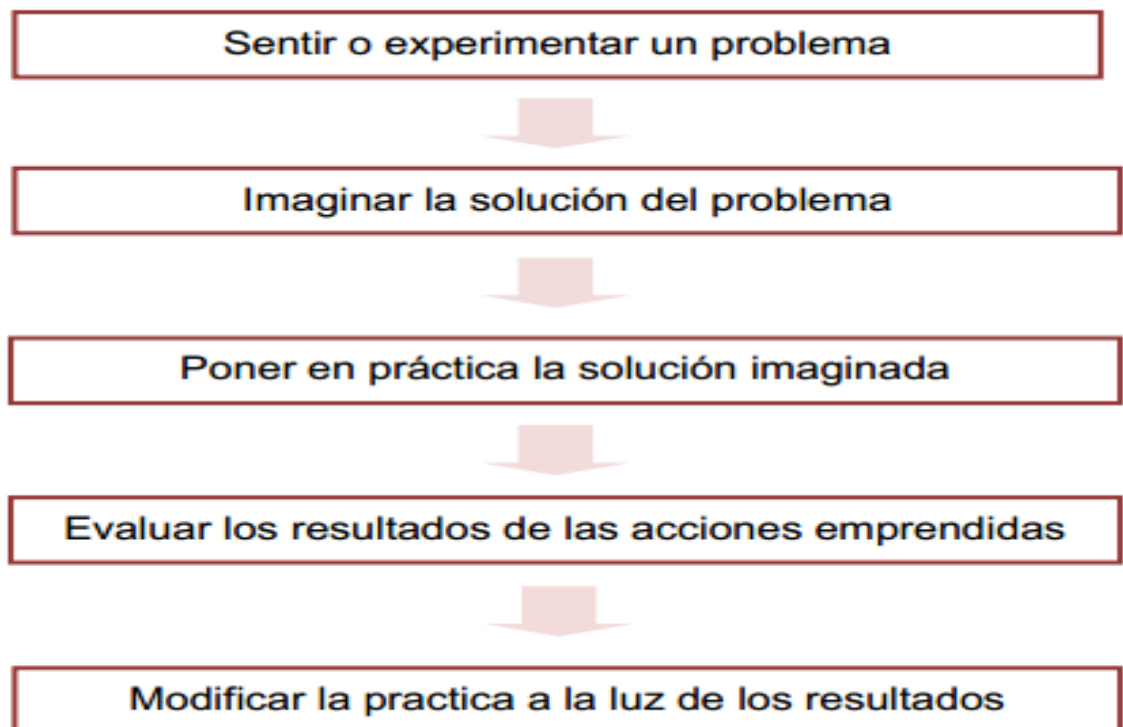 Sentir o experimentar un problema
Imaginar la solución del problema
Poner en práctica la solución imaginada
Evaluar los resultados de las acciones emprendidas
Modificar la practica a la luz de los resultados